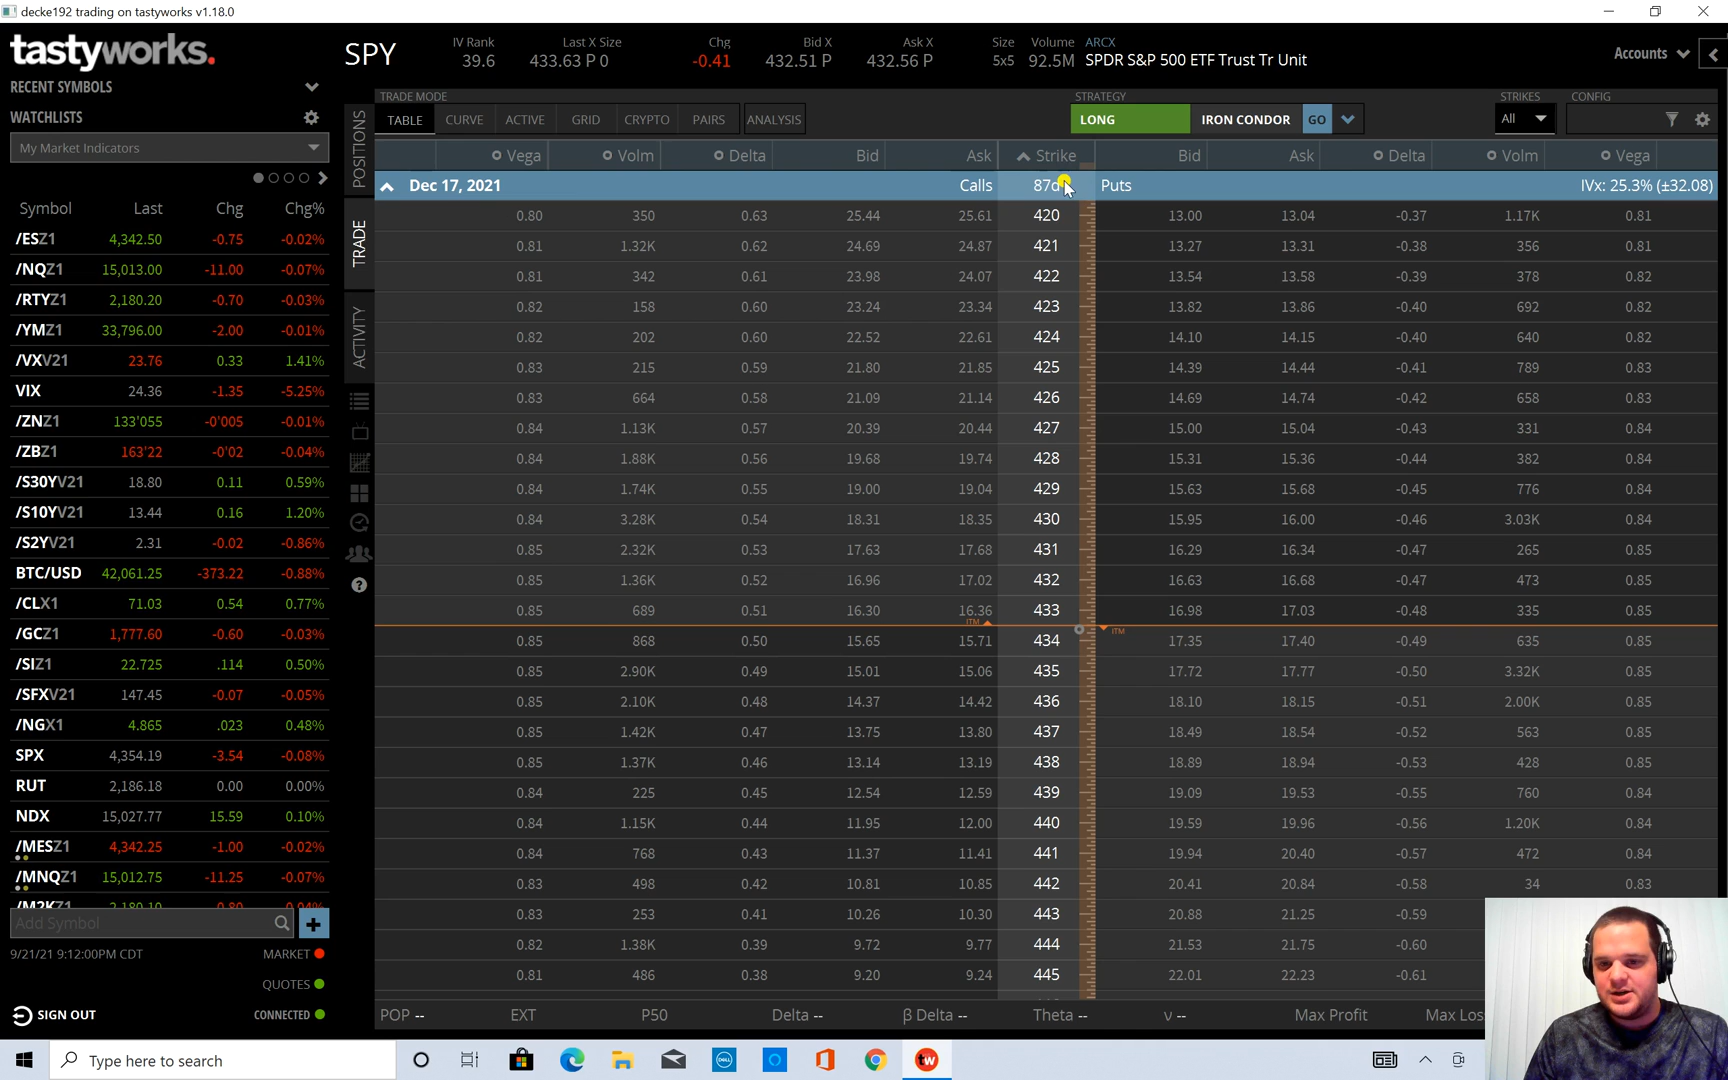 decke192 trading on tastyworks v1.18.0
tastyworks.
RECENT SYMBOLS
WATCHLISTS
My Market Indicators
Symbol Last Chg Chg%
/ESZ1 4,342.50 -0.75 -0.02%
/NQZ1 15,013.00 -11.00 -0.07%
/RTYZ1 2,180.20 -0.70 -0.03%
/YMZ1 33,796.00 -2.00 -0.01%
/VXV21 23.76 0.33 1.41%
VIX 24.36 -1.35 -5.25%
/ZNZ1 133'055 -0'005 -0.01%
/ZBZ1 163'22 -0'02 -0.04%
/S30YV21 18.80 0.11 0.59%
/S10YV21 13.44 0.16 1.20%
/S2YV21 2.31 -0.02 -0.86%
BTC/USD 42,061.25 -373.22 -0.88%
/CLX1 71.03 0.54 0.77%
/GCZ1 1,777.60 -0.60 -0.03%
/SIZ1 22.725 .114 0.50%
/SFXV21 147.45 -0.07 -0.05%
/NGX1 4.865 .023 0.48%
SPX 4,354.19 -3.54 -0.08%
RUT 2,186.18 0.00 0.00%
NDX 15,027.77 15.59 0.10%
/MESZ1 4,342.25 -1.00 -0.02%
/MNQZ1 15,012.75 -11.25 -0.07%
/M2KZ1 2,180.10 -0.80 -0.04%
Add Symbol
9/21/21 9:12:00PM CDT MARKET
QUOTES
SIGN OUT CONNECTED
POSITIONS
TRADE
ACTIVITY
SPY
IV Rank Last X Size Chg Bid X Ask X Size Volume ARCX
39.6 433.63 P 0 -0.41 432.51 P 432.56 P 5x5 92.5M SPDR S&P 500 ETF Trust Tr Unit
Accounts
TRADE MODE STRATEGY STRIKES CONFIG
TABLE CURVE ACTIVE GRID CRYPTO PAIRS ANALYSIS LONG IRON CONDOR GO All
Vega Volm Delta Bid Ask Strike Bid Ask Delta Volm Vega
Dec 17, 2021 Calls 87d Puts IVx: 25.3% (±32.08)
0.80 350 0.63 25.44 25.61 420 13.00 13.04 -0.37 1.17K 0.81
0.81 1.32K 0.62 24.69 24.87 421 13.27 13.31 -0.38 356 0.81
0.81 342 0.61 23.98 24.07 422 13.54 13.58 -0.39 378 0.82
0.82 158 0.60 23.24 23.34 423 13.82 13.86 -0.40 692 0.82
0.82 202 0.60 22.52 22.61 424 14.10 14.15 -0.40 640 0.82
0.83 215 0.59 21.80 21.85 425 14.39 14.44 -0.41 789 0.83
0.83 664 0.58 21.09 21.14 426 14.69 14.74 -0.42 658 0.83
0.84 1.13K 0.57 20.39 20.44 427 15.00 15.04 -0.43 331 0.84
0.84 1.88K 0.56 19.68 19.74 428 15.31 15.36 -0.44 382 0.84
0.84 1.74K 0.55 19.00 19.04 429 15.63 15.68 -0.45 776 0.84
0.84 3.28K 0.54 18.31 18.35 430 15.95 16.00 -0.46 3.03K 0.84
0.85 2.32K 0.53 17.63 17.68 431 16.29 16.34 -0.47 265 0.85
0.85 1.36K 0.52 16.96 17.02 432 16.63 16.68 -0.47 473 0.85
0.85 689 0.51 16.30 16.36 433 16.98 17.03 -0.48 335 0.85
ITM ITM
0.85 868 0.50 15.65 15.71 434 17.35 17.40 -0.49 635 0.85
0.85 2.90K 0.49 15.01 15.06 435 17.72 17.77 -0.50 3.32K 0.85
0.85 2.10K 0.48 14.37 14.42 436 18.10 18.15 -0.51 2.00K 0.85
0.85 1.42K 0.47 13.75 13.80 437 18.49 18.54 -0.52 563 0.85
0.85 1.37K 0.46 13.14 13.19 438 18.89 18.94 -0.53 428 0.85
0.84 225 0.45 12.54 12.59 439 19.09 19.53 -0.55 760 0.84
0.84 1.15K 0.44 11.95 12.00 440 19.59 19.96 -0.56 1.20K 0.84
0.84 768 0.43 11.37 11.41 441 19.94 20.40 -0.57 472 0.84
0.83 498 0.42 10.81 10.85 442 20.41 20.84 -0.58 34 0.83
0.83 253 0.41 10.26 10.30 443 20.88 21.25 -0.59
0.82 1.38K 0.39 9.72 9.77 444 21.53 21.75 -0.60
0.81 486 0.38 9.20 9.24 445 22.01 22.23 -0.61
POP -- EXT P50 Delta -- β Delta -- Theta -- ν -- Max Profit Max Los
Type here to search
DELL
tw